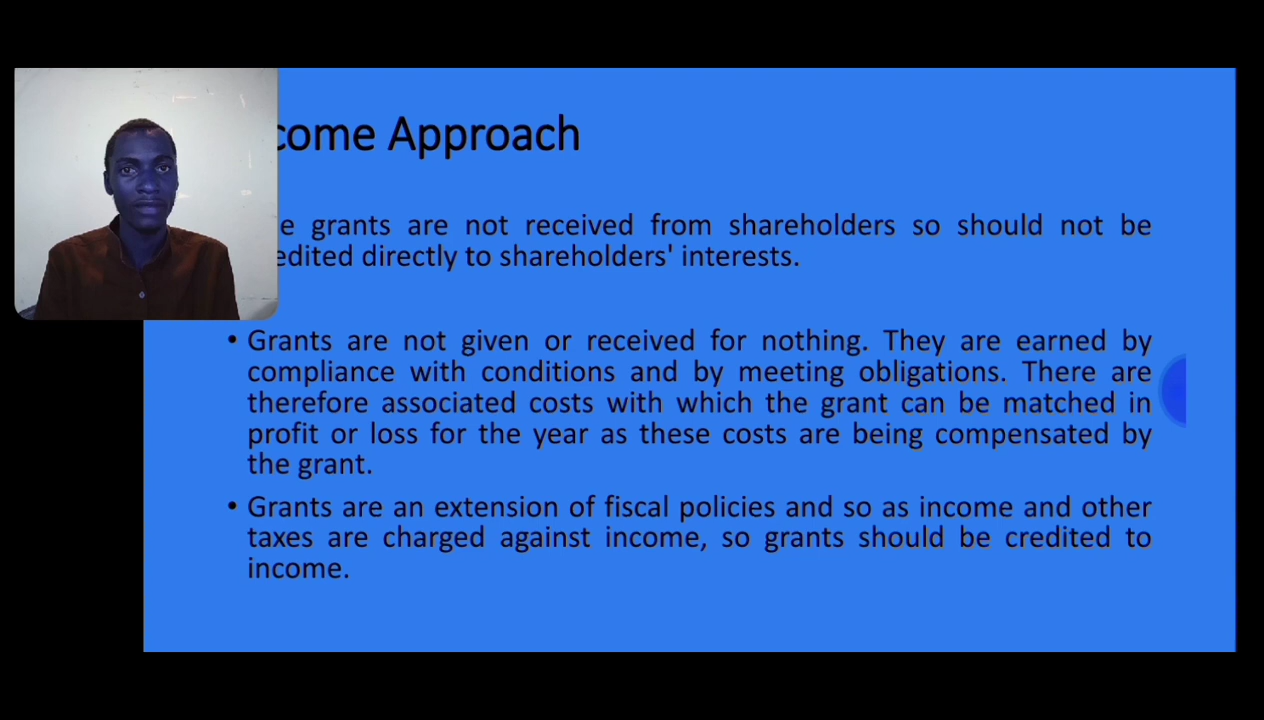 come Approach
e grants are not received from shareholders so should not be
edited directly to shareholders' interests.
• Grants are not given or received for nothing. They are earned by
compliance with conditions and by meeting obligations. There are
therefore associated costs with which the grant can be matched in
profit or loss for the year as these costs are being compensated by
the grant.
• Grants are an extension of fiscal policies and so as income and other
taxes are charged against income, so grants should be credited to
income.